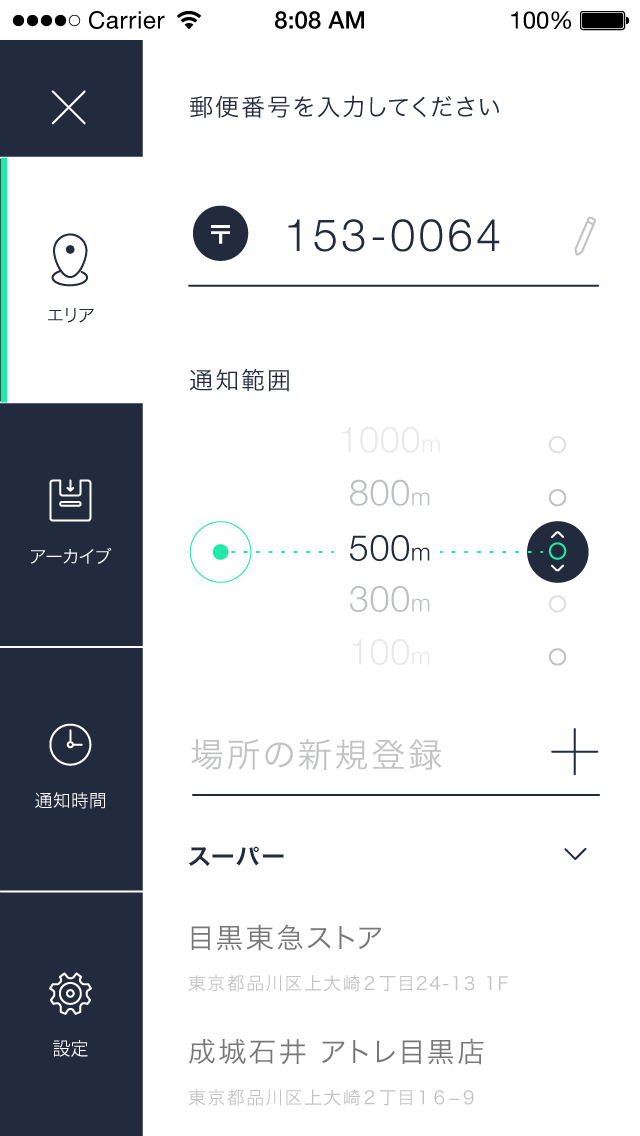 Carrier 8:08 AM 100%
郵便番号を入力してください
〒 153-0064
エリア
通知範囲
1000m
800m
500m
300m
100m
アーカイブ
場所の新規登録
通知時間
スーパー
目黒東急ストア
東京都品川区上大崎２丁目24-13 1F
設定
成城石井 アトレ目黒店
東京都品川区上大崎２丁目１６−９